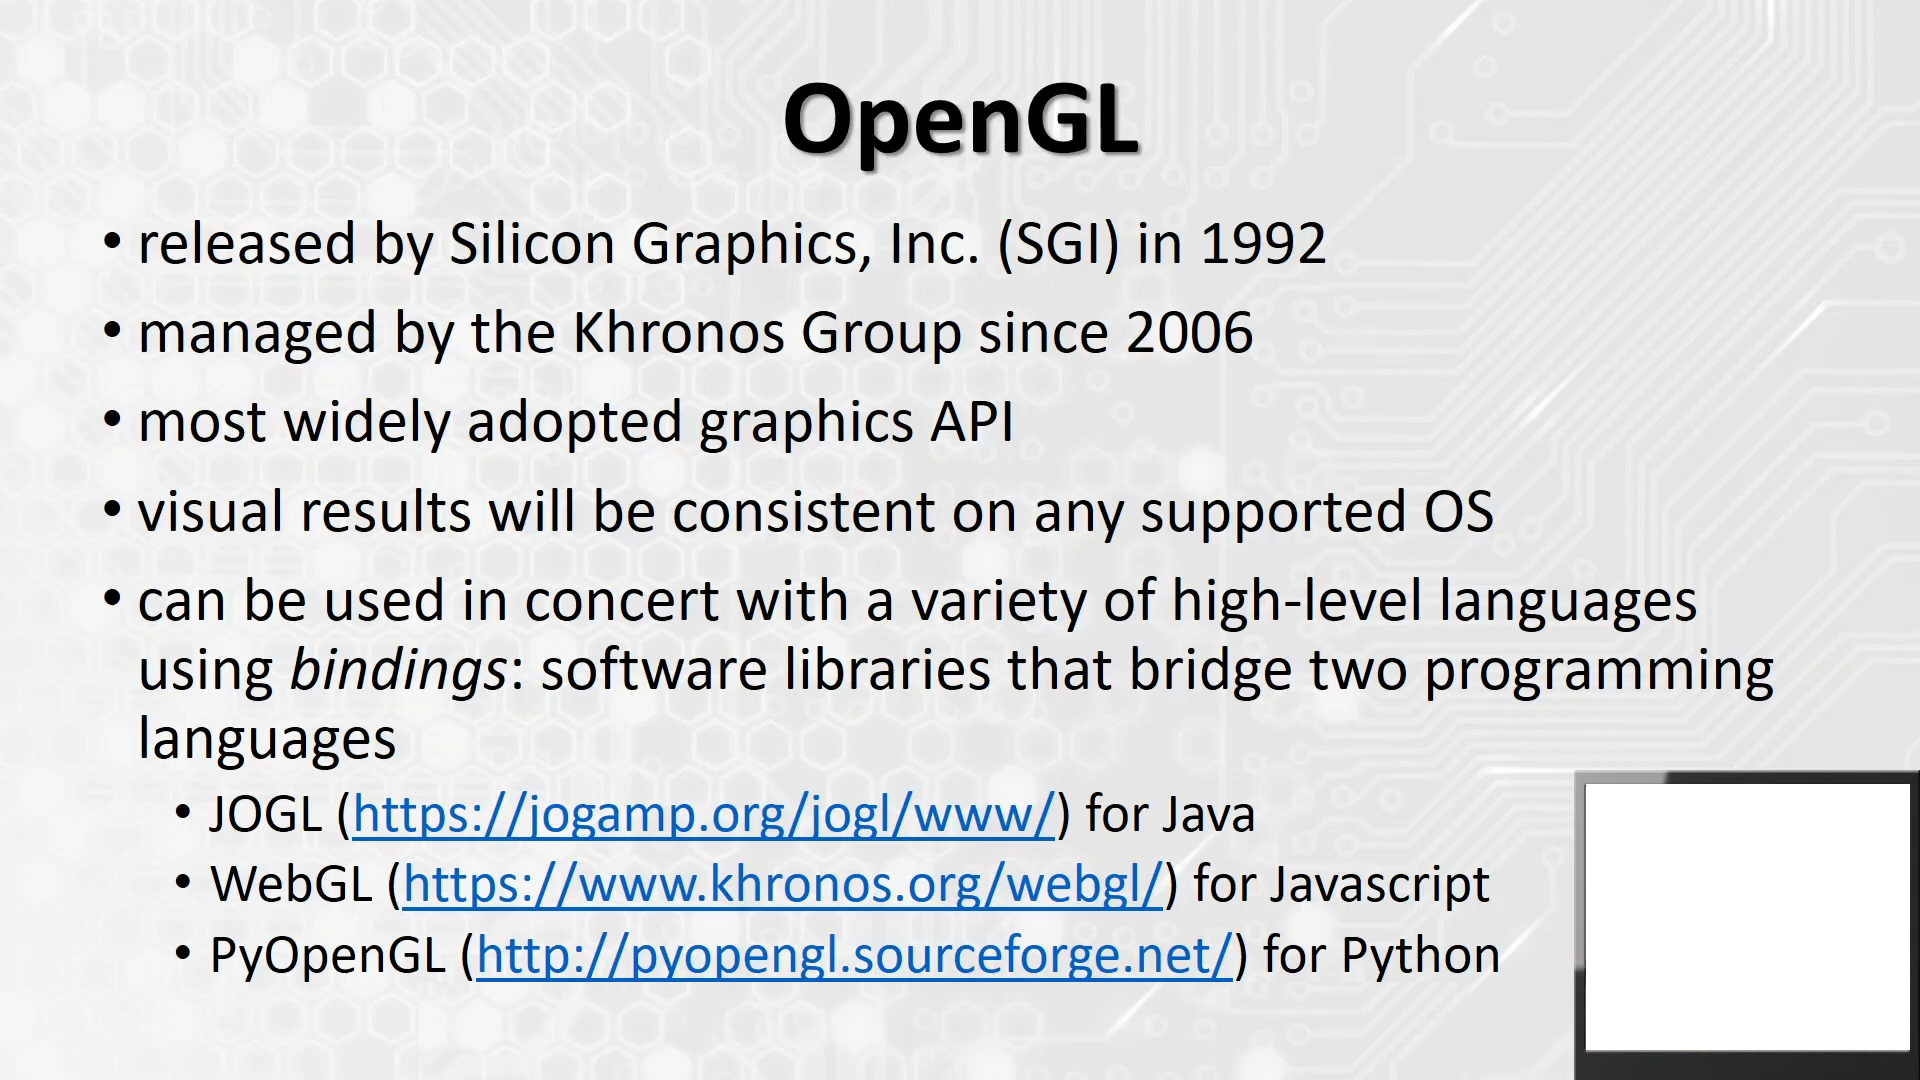 OpenGL
• released by Silicon Graphics, Inc. (SGI) in 1992
• managed by the Khronos Group since 2006
• most widely adopted graphics API
• visual results will be consistent on any supported OS
• can be used in concert with a variety of high-level languages
using bindings: software libraries that bridge two programming
languages
• JOGL (https://jogamp.org/jogl/www/) for Java
• WebGL (https://www.khronos.org/webgl/) for Javascript
• PyOpenGL (http://pyopengl.sourceforge.net/) for Python